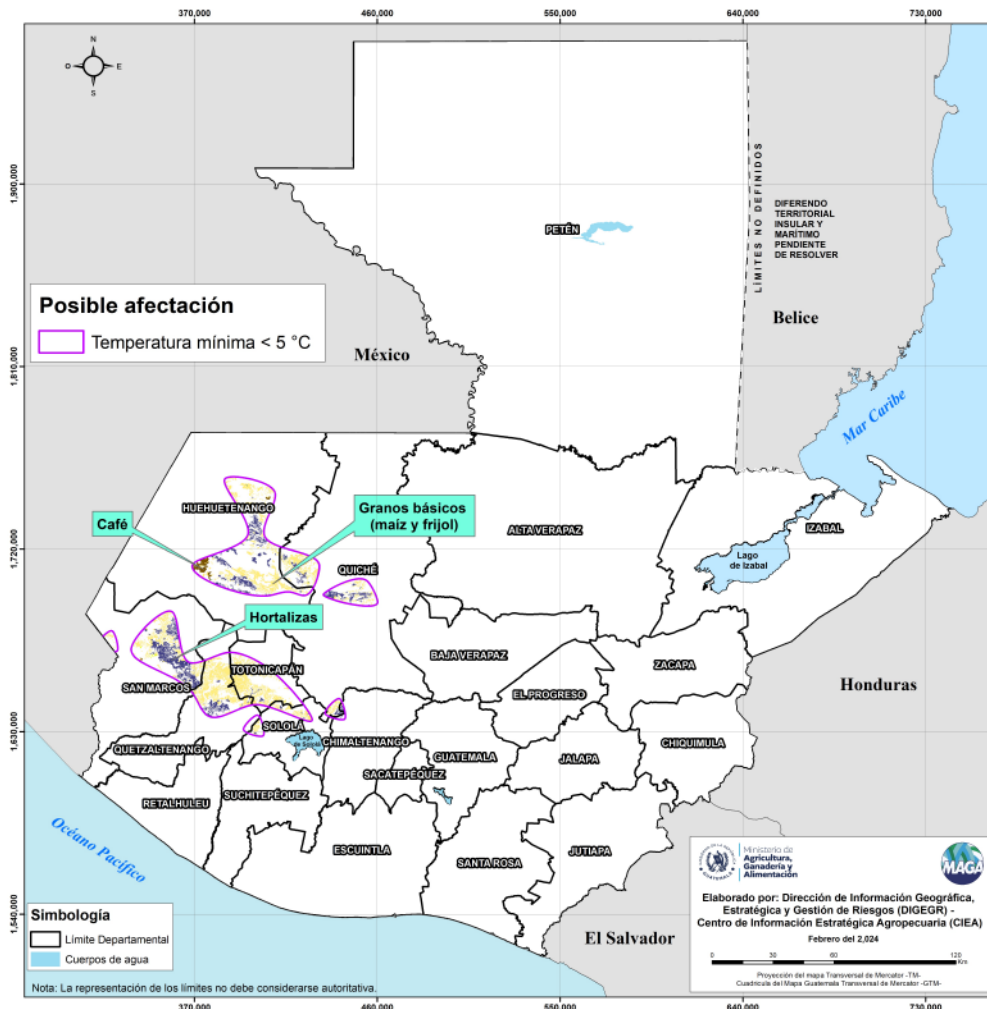 370,000 460,000 550,000 640,000 730,000
N
O E
S
1,900,000
1,810,000
1,720,000
1,630,000
1,540,000
PETÉN
LÍMITES NO DEFINIDOS
DIFERENDO
TERRITORIAL
INSULAR Y
MARÍTIMO
PENDIENTE
DE RESOLVER
Posible afectación
Temperatura mínima < 5 °C
México
Belice
Mar Caribe
HUEHUETENANGO
Café
Granos básicos
(maíz y frijol)
ALTA VERAPAZ
IZABAL
Lago
de Izabal
QUICHÉ
Hortalizas
BAJA VERAPAZ
ZACAPA
TOTONICAPÁN
SAN MARCOS
EL PROGRESO
Honduras
SOLOLÁ
Lago
de Sololá
QUETZALTENANGO
CHIMALTENANGO
GUATEMALA
JALAPA
CHIQUIMULA
SACATEPÉQUEZ
RETALHULEU
SUCHITEPÉQUEZ
Océano Pacífico
ESCUINTLA
SANTA ROSA
JUTIAPA
El Salvador
Simbología
Límite Departamental
Cuerpos de agua
Nota: La representación de los límites no debe considerarse autoritativa.
Ministerio de
Agricultura,
Ganadería y
Alimentación
MAGA
Elaborado por: Dirección de Información Geográfica,
Estratégica y Gestión de Riesgos (DIGEGR) -
Centro de Información Estratégica Agropecuaria (CIEA)
Febrero del 2,024
0 30 60 120
Km
Proyección del mapa Transversal de Mercator -TM-
Cuadricula del Mapa Guatemala Transversal de Mercator -GTM-
370,000 460,000 550,000 640,000 730,000